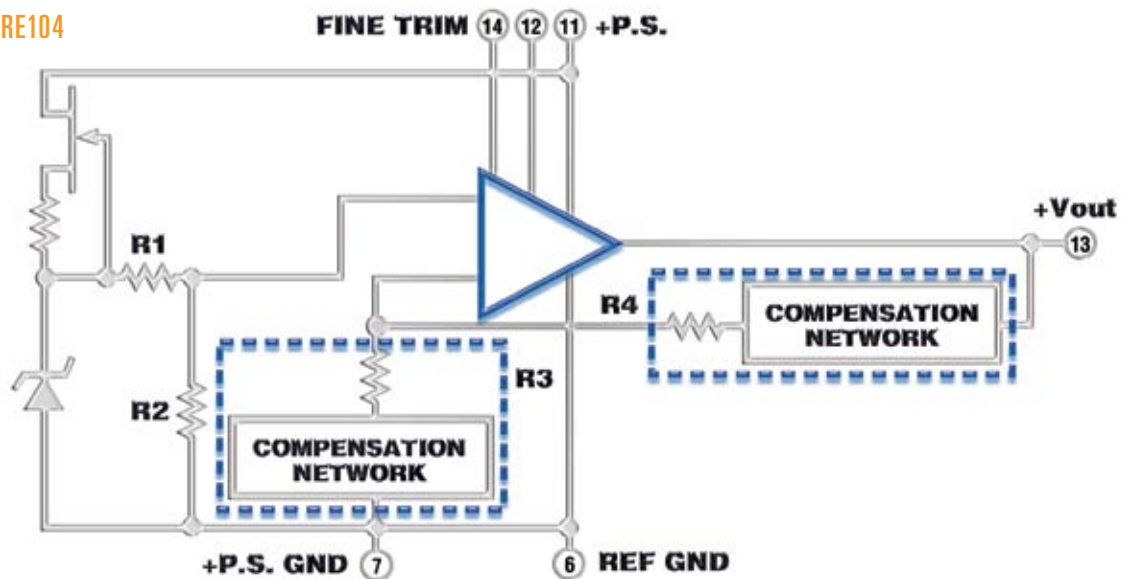 RE104
FINE TRIM 14 12 11 +P.S.
R1
+Vout
13
R4
COMPENSATION
NETWORK
R3
R2
COMPENSATION
NETWORK
+P.S. GND 7
6 REF GND